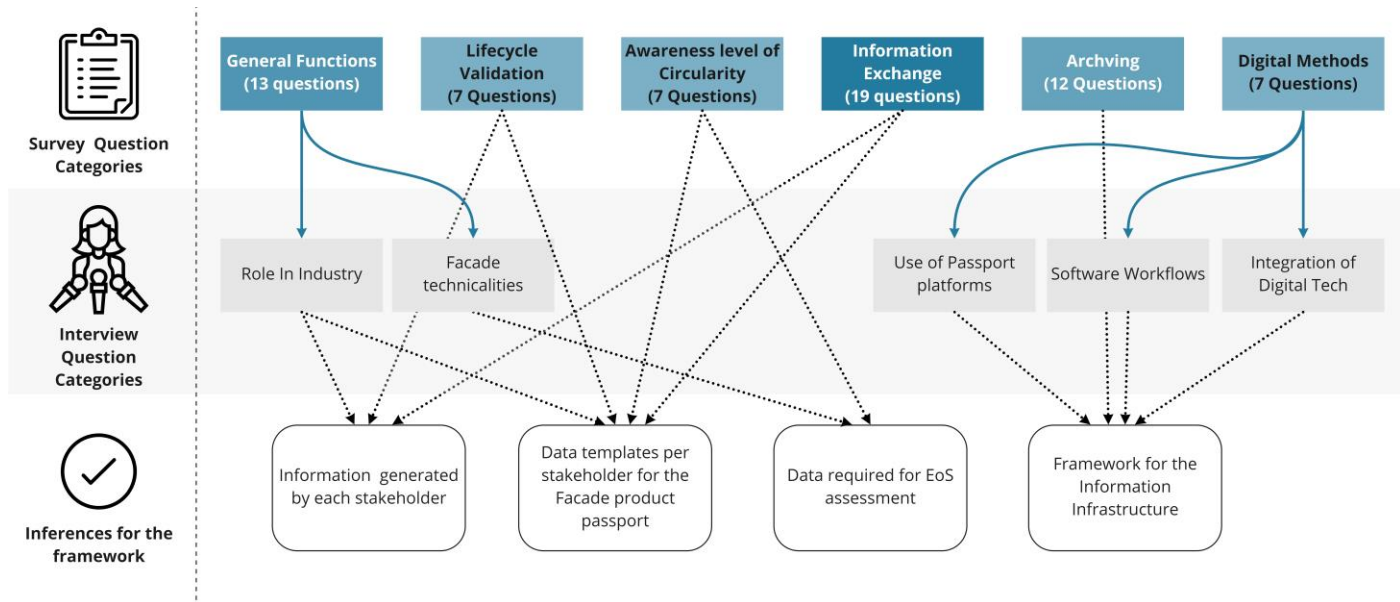 Survey Question
Categories
General Functions
(13 questions)
Lifecycle
Validation
(7 Questions)
Awareness level of
Circularity
(7 Questions)
Information
Exchange
(19 questions)
Archving
(12 Questions)
Digital Methods
(7 Questions)
Interview
Question
Categories
Role In Industry
Facade
technicalities
Use of Passport
platforms
Software Workflows
Integration of
Digital Tech
Inferences for the
framework
Information generated
by each stakeholder
Data templates per
stakeholder for the
Facade product
passport
Data required for EoS
assessment
Framework for the
Information
Infrastructure